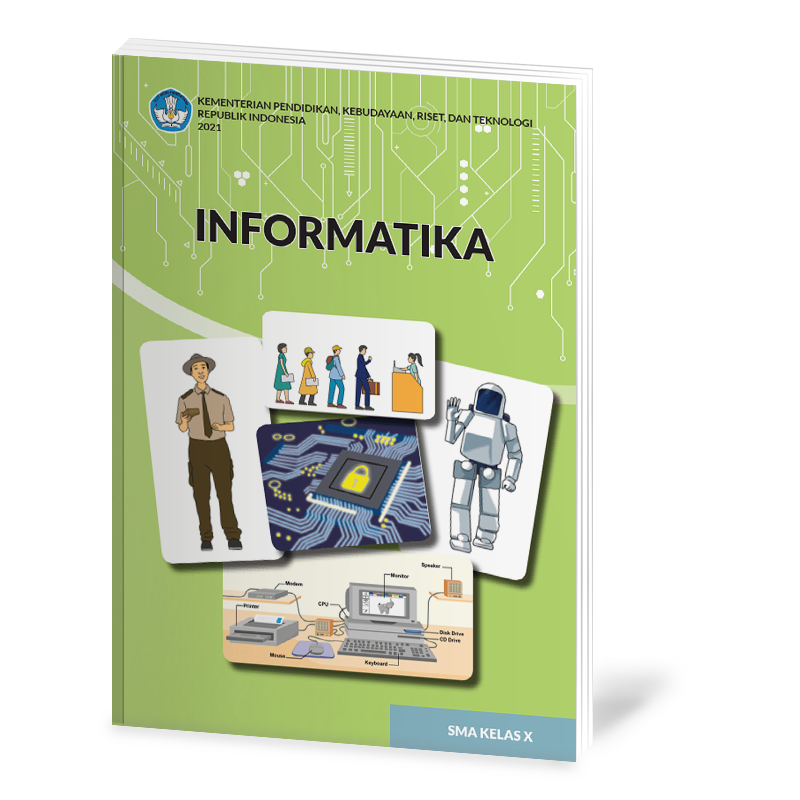 KEMENTERIAN PENDIDIKAN, KEBUDAYAAN, RISET, DAN TEKNOLOGI
REPUBLIK INDONESIA
2021
INFORMATIKA
Speaker
Monitor
Modem
CPU
Printer
Disk Drive
CD Drive
Mouse
Keyboard
SMA KELAS X